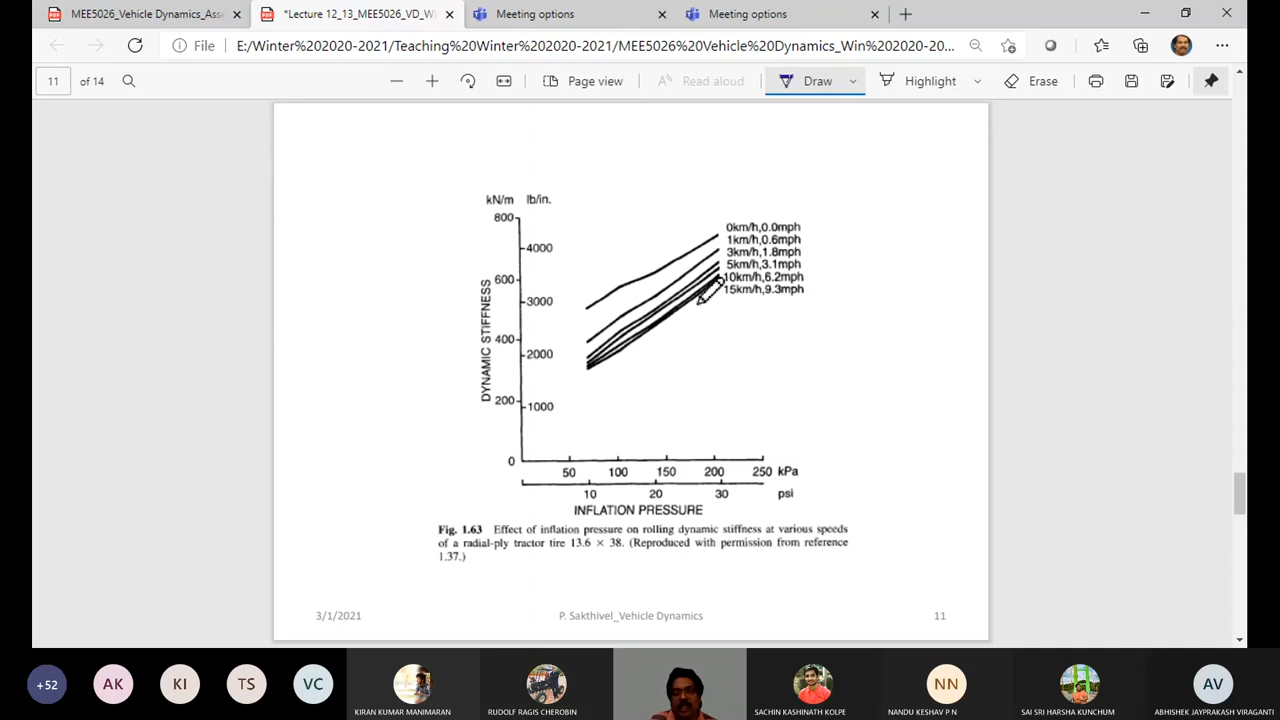 MEE5026_Vehicle Dynamics_Ass
*Lecture 12_13_MEE5026_VD_W
Meeting options
Meeting options
File
E:/Winter%202020-2021/Teaching%20Winter%202020-2021/MEE5026%20Vehicle%20Dynamics_Win%202020-20...
11
of 14
Page view
Read aloud
Draw
Highlight
Erase
kN/m lb/in.
800
4000
600
3000
400
2000
200
1000
0
DYNAMIC STIFFNESS
0km/h,0.0mph
1km/h,0.6mph
3km/h,1.8mph
5km/h,3.1mph
10km/h,6.2mph
15km/h,9.3mph
50 100 150 200 250 kPa
10 20 30 psi
INFLATION PRESSURE
Fig. 1.63 Effect of inflation pressure on rolling dynamic stiffness at various speeds
of a radial-ply tractor tire 13.6 × 38. (Reproduced with permission from reference
1.37.)
3/1/2021
P. Sakthivel_Vehicle Dynamics
11
+52
AK
KI
TS
VC
KIRAN KUMAR MANIMARAN
RUDOLF RAGIS CHEROBIN
SACHIN KASHINATH KOLPE
NN
NANDU KESHAV P N
SAI SRI HARSHA KUNCHUM
AV
ABHISHEK JAYPRAKASH VIRAGANTI